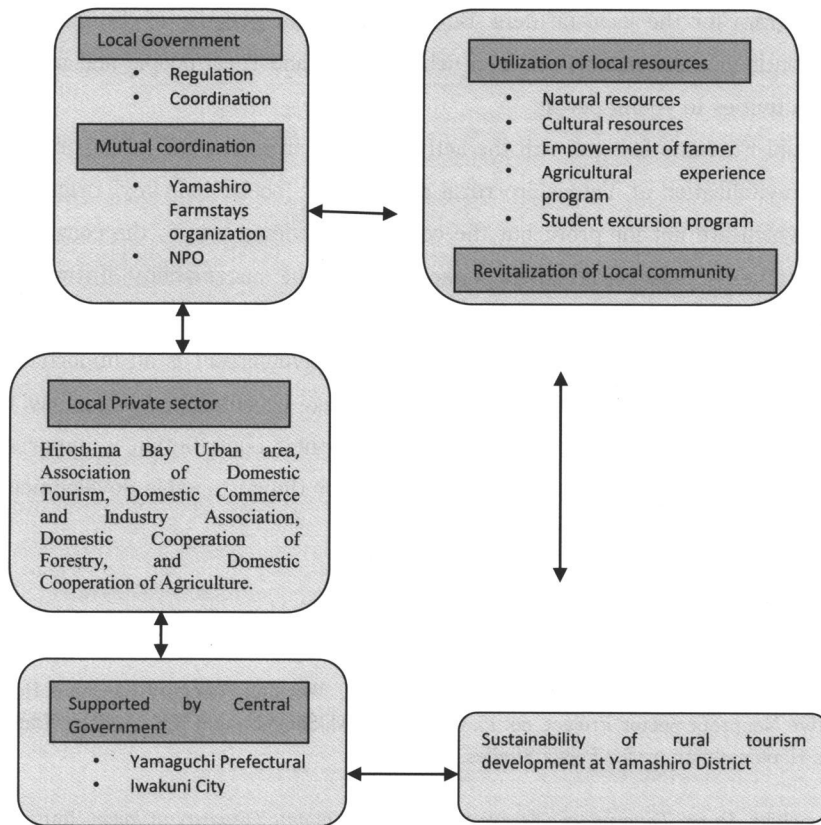 Local Government
• Regulation
• Coordination
Mutual coordination
• Yamashiro
Farmstays
organization
• NPO
Utilization of local resources
• Natural resources
• Cultural resources
• Empowerment of farmer
• Agricultural experience
program
• Student excursion program
Revitalization of Local community
Local Private sector
Hiroshima Bay Urban area,
Association of Domestic
Tourism, Domestic Commerce
and Industry Association,
Domestic Cooperation of
Forestry, and Domestic
Cooperation of Agriculture.
Supported by Central
Government
• Yamaguchi Prefectural
• Iwakuni City
Sustainability of rural tourism
development at Yamashiro District